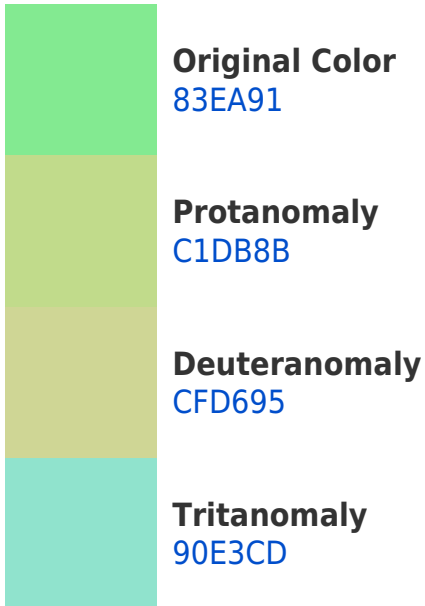 Original Color
83EA91
Protanomaly
C1DB8B
Deuteranomaly
CFD695
Tritanomaly
90E3CD